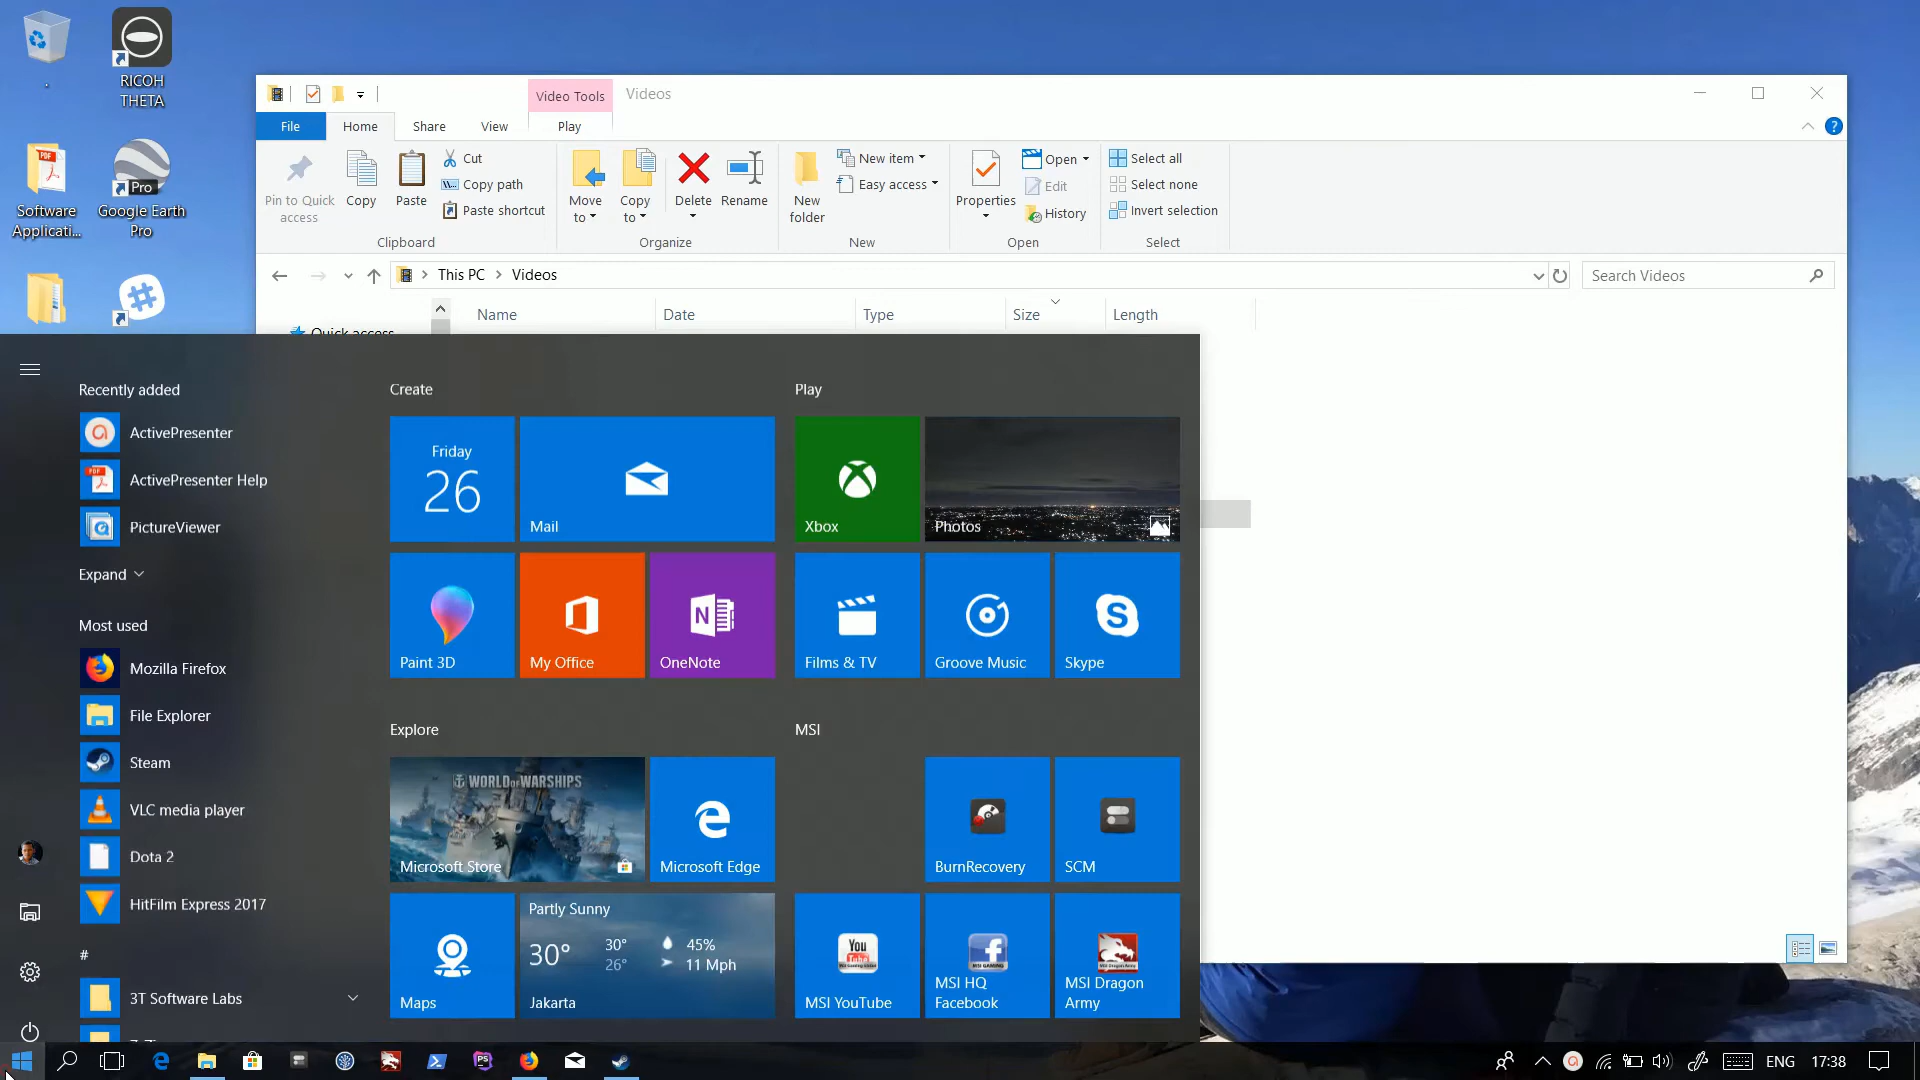 RICOH
THETA
Software
Applicati...
Pro
Google Earth
Pro
Video Tools
Videos
File
Home
Share
View
Play
Pin to Quick
access
Copy
Paste
Cut
Copy path
Paste shortcut
Clipboard
Move
to
Copy
to
Delete
Rename
Organize
New
folder
New item
Easy access
New
Properties
Open
Edit
History
Open
Select all
Select none
Invert selection
Select
This PC
Videos
Search Videos
Name
Date
Type
Size
Length
Quick access
Recently added
ActivePresenter
ActivePresenter Help
PictureViewer
Expand
Most used
Mozilla Firefox
File Explorer
Steam
VLC media player
Dota 2
HitFilm Express 2017
#
3T Software Labs
Create
Friday
26
Mail
Paint 3D
My Office
OneNote
Play
Xbox
Photos
Films & TV
Groove Music
Skype
Explore
WORLD OF WARSHIPS
Microsoft Store
Microsoft Edge
Maps
Partly Sunny
30°
30°
26°
45%
11 Mph
Jakarta
MSI
BurnRecovery
SCM
You
Tube
MSI YouTube
MSI GAMING
MSI HQ
Facebook
MSI Dragon
Army
ENG
17:38